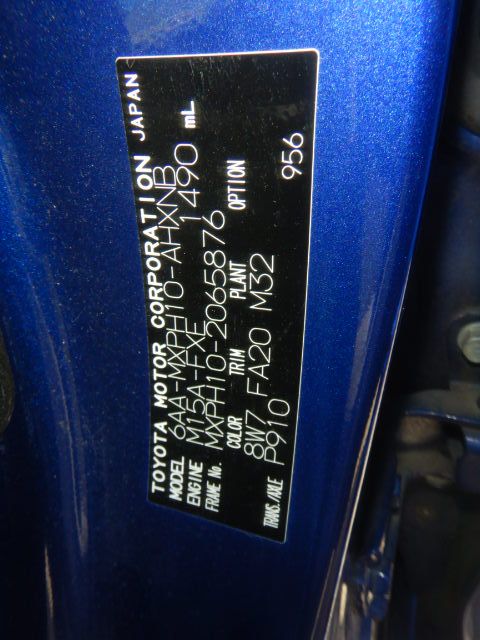 TOYOTA MOTOR CORPORATION JAPAN
MODEL 6AA-MXPH10-AHXNB
ENGINE M15A-FXE 1490 mL
FRAME No. MXPH10-2065876
COLOR TRIM PLANT OPTION
8W7 FA20 M32
TRANS./AXLE P910 956